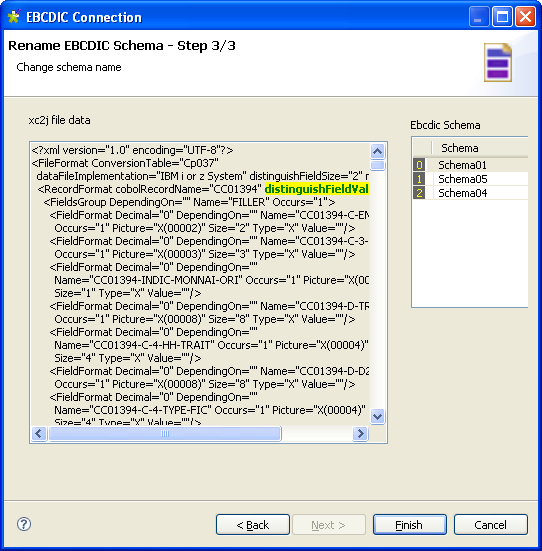 EBCDIC Connection
Rename EBCDIC Schema - Step 3/3
Change schema name
xc2j file data
Ebcdic Schema
<?xml version="1.0" encoding="UTF-8"?>
<FileFormat ConversionTable="Cp037"
dataFileImplementation="IBM i or z System" distinguishFieldSize="2"
<RecordFormat cobolRecordName="CC01394" distinguishFieldVal
<FieldsGroup DependingOn="" Name="FILLER" Occurs="1">
<FieldFormat Decimal="0" DependingOn="" Name="CC01394-C-EN
Occurs="1" Picture="X(00002)" Size="2" Type="X" Value=""/>
<FieldFormat Decimal="0" DependingOn="" Name="CC01394-C-3-
Occurs="1" Picture="X(00003)" Size="3" Type="X" Value=""/>
<FieldFormat Decimal="0" DependingOn=""
Name="CC01394-INDIC-MONNAI-ORI" Occurs="1" Picture="X(00
Size="1" Type="X" Value=""/>
<FieldFormat Decimal="0" DependingOn="" Name="CC01394-D-TR
Occurs="1" Picture="X(00008)" Size="8" Type="X" Value=""/>
<FieldFormat Decimal="0" DependingOn=""
Name="CC01394-C-4-HH-TRAIT" Occurs="1" Picture="X(00004)"
Size="4" Type="X" Value=""/>
<FieldFormat Decimal="0" DependingOn="" Name="CC01394-D-D2
Occurs="1" Picture="X(00008)" Size="8" Type="X" Value=""/>
<FieldFormat Decimal="0" DependingOn=""
Name="CC01394-C-4-TYPE-FIC" Occurs="1" Picture="X(00004)"
Size="4" Type="X" Value=""/>
Schema
0 Schema01
1 Schema05
2 Schema04
?
< Back
Next >
Finish
Cancel